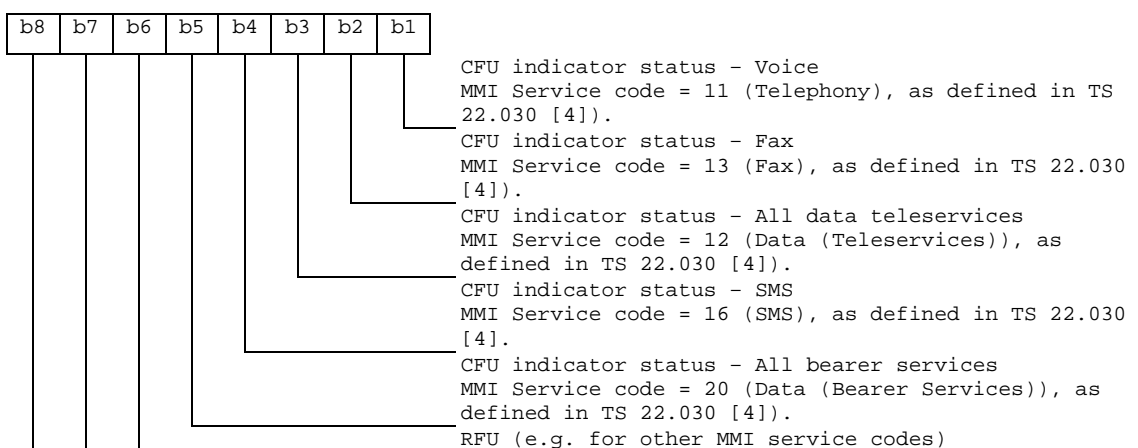 b8 b7 b6 b5 b4 b3 b2 b1
CFU indicator status – Voice
MMI Service code = 11 (Telephony), as defined in TS
22.030 [4]).
CFU indicator status – Fax
MMI Service code = 13 (Fax), as defined in TS 22.030
[4]).
CFU indicator status – All data teleservices
MMI Service code = 12 (Data (Teleservices)), as
defined in TS 22.030 [4]).
CFU indicator status – SMS
MMI Service code = 16 (SMS), as defined in TS 22.030
[4].
CFU indicator status – All bearer services
MMI Service code = 20 (Data (Bearer Services)), as
defined in TS 22.030 [4]).
RFU (e.g. for other MMI service codes)